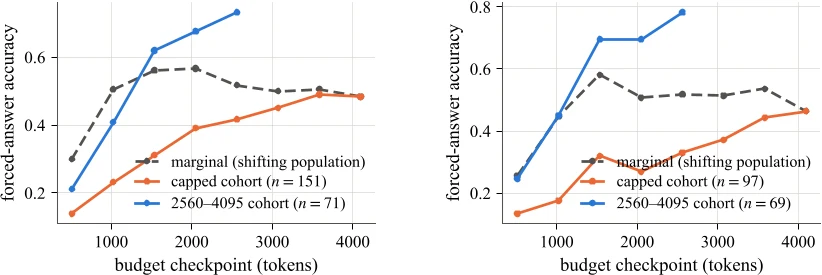 forced-answer accuracy
0.6
0.4
0.2
marginal (shifting population)
capped cohort (n = 151)
2560–4095 cohort (n = 71)
1000 2000 3000 4000
budget checkpoint (tokens)
forced-answer accuracy
0.8
0.6
0.4
0.2
marginal (shifting population)
capped cohort (n = 97)
2560–4095 cohort (n = 69)
1000 2000 3000 4000
budget checkpoint (tokens)